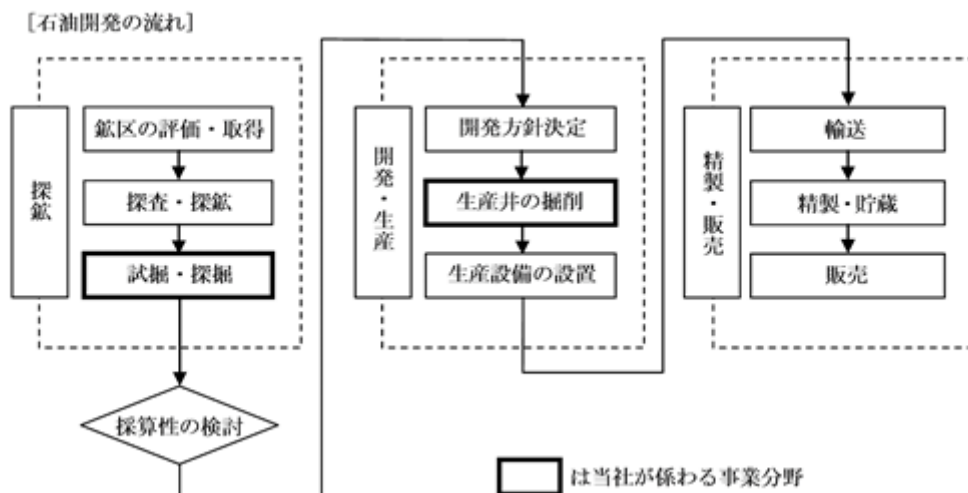 [石油開発の流れ]
探鉱
鉱区の評価・取得
探査・探鉱
試掘・探掘
採算性の検討
開発・生産
開発方針決定
生産井の掘削
生産設備の設置
精製・販売
輸送
精製・貯蔵
販売
は当社が係わる事業分野